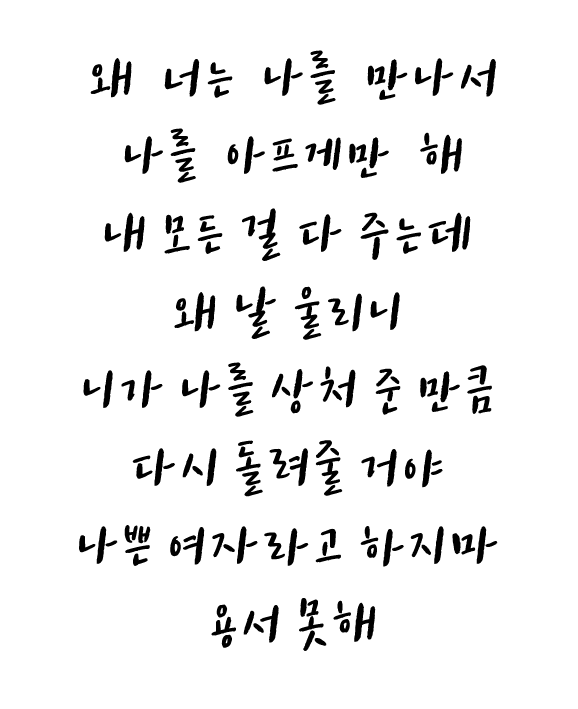 왜 너는 나를 만나서
나를 아프게만 해
내 모든 걸 다 주는데
왜 날 울리니
니가 나를 상처 준 만큼
다시 돌려줄 거야
나쁜 여자라고 하지마
용서 못해